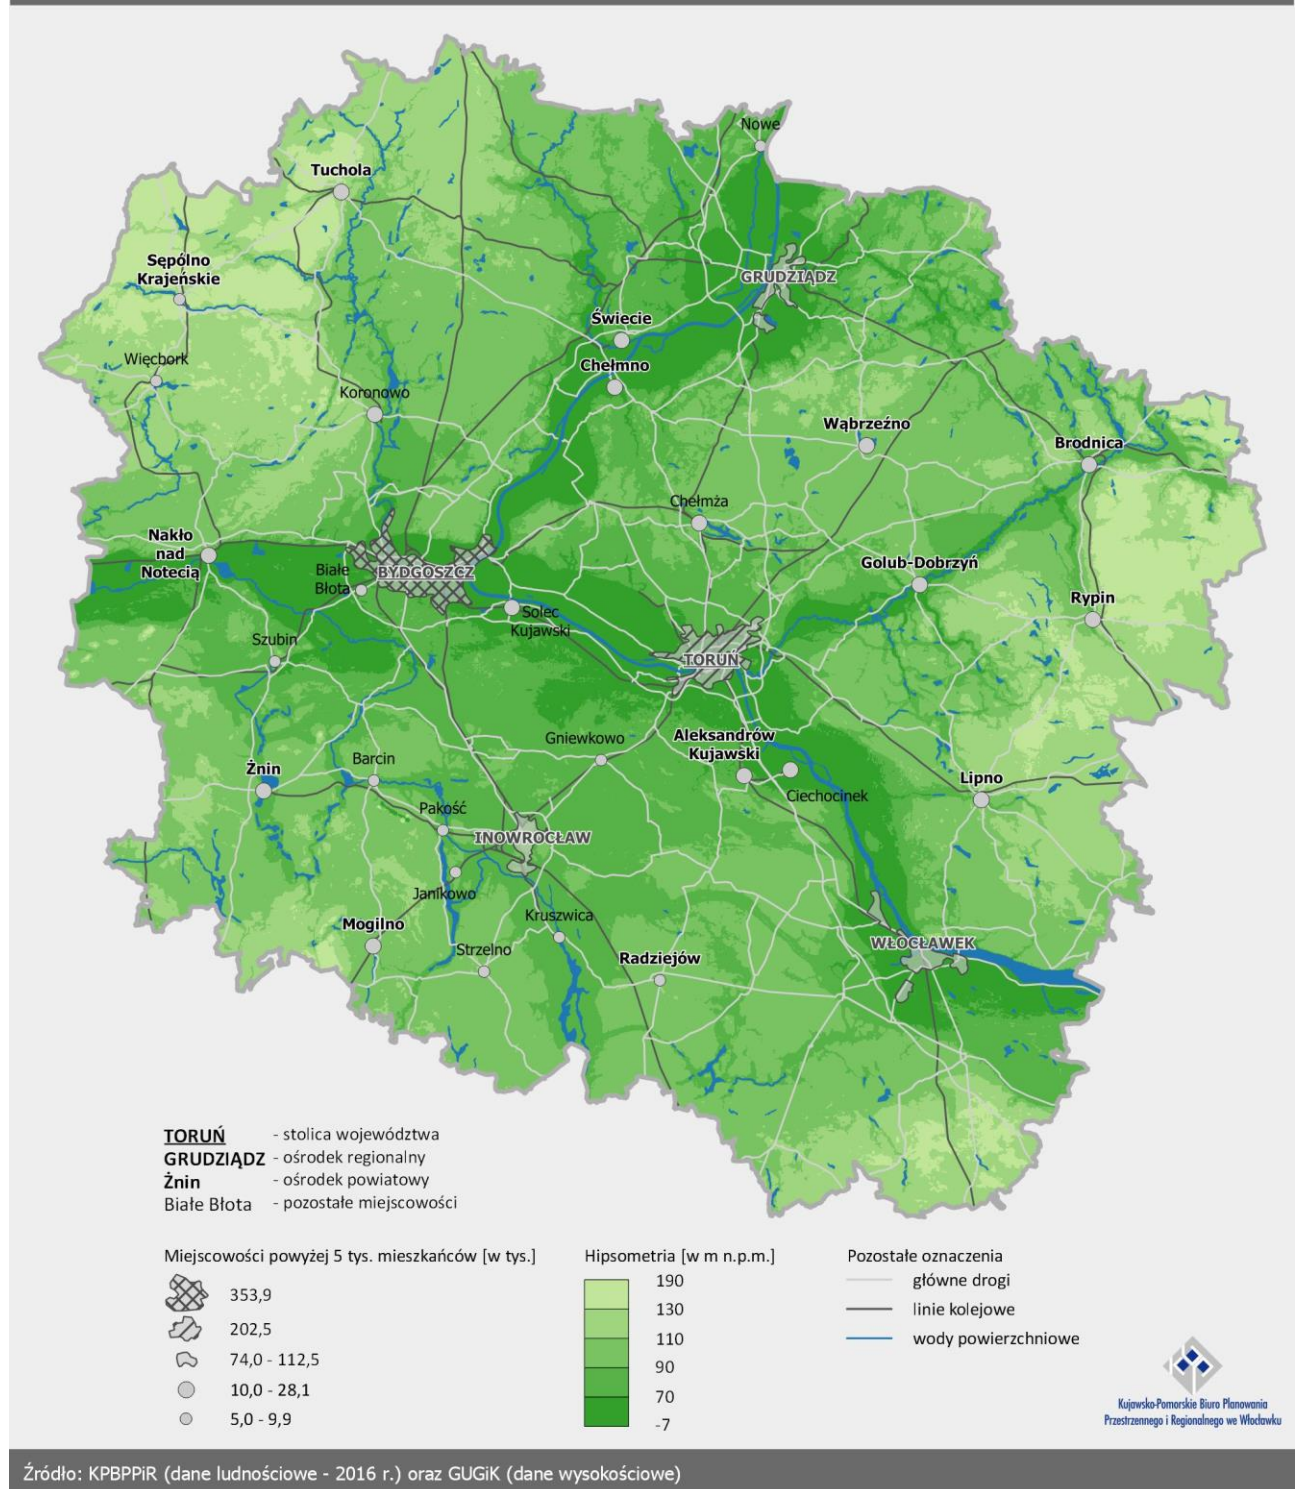 Nowe
Tuchola
Sępólno
Krajeńskie
GRUDZIĄDZ
Świecie
Więcbork
Chełmno
Koronowo
Wąbrzeźno
Brodnica
Chełmża
Nakło
nad
Notecią
Białe
Błota
BYDGOSZCZ
Golub-Dobrzyń
Rypin
Solec
Kujawski
Szubin
TORUŃ
Gniewkowo
Aleksandrów
Kujawski
Żnin
Barcin
Ciechocinek
Lipno
Pakość
INOWROCŁAW
Janikowo
Kruszwica
Mogilno
Strzelno
Radziejów
WŁOCŁAWEK
TORUŃ - stolica województwa
GRUDZIĄDZ - ośrodek regionalny
Żnin - ośrodek powiatowy
Białe Błota - pozostałe miejscowości
Miejscowości powyżej 5 tys. mieszkańców [w tys.]
353,9
202,5
74,0 - 112,5
10,0 - 28,1
5,0 - 9,9
Hipsometria [w m n.p.m.]
190
130
110
90
70
-7
Pozostałe oznaczenia
główne drogi
linie kolejowe
wody powierzchniowe
Kujawsko-Pomorskie Biuro Planowania
Przestrzennego i Regionalnego we Włocławku
Źródło: KPBPPiR (dane ludnościowe - 2016 r.) oraz GUGiK (dane wysokościowe)